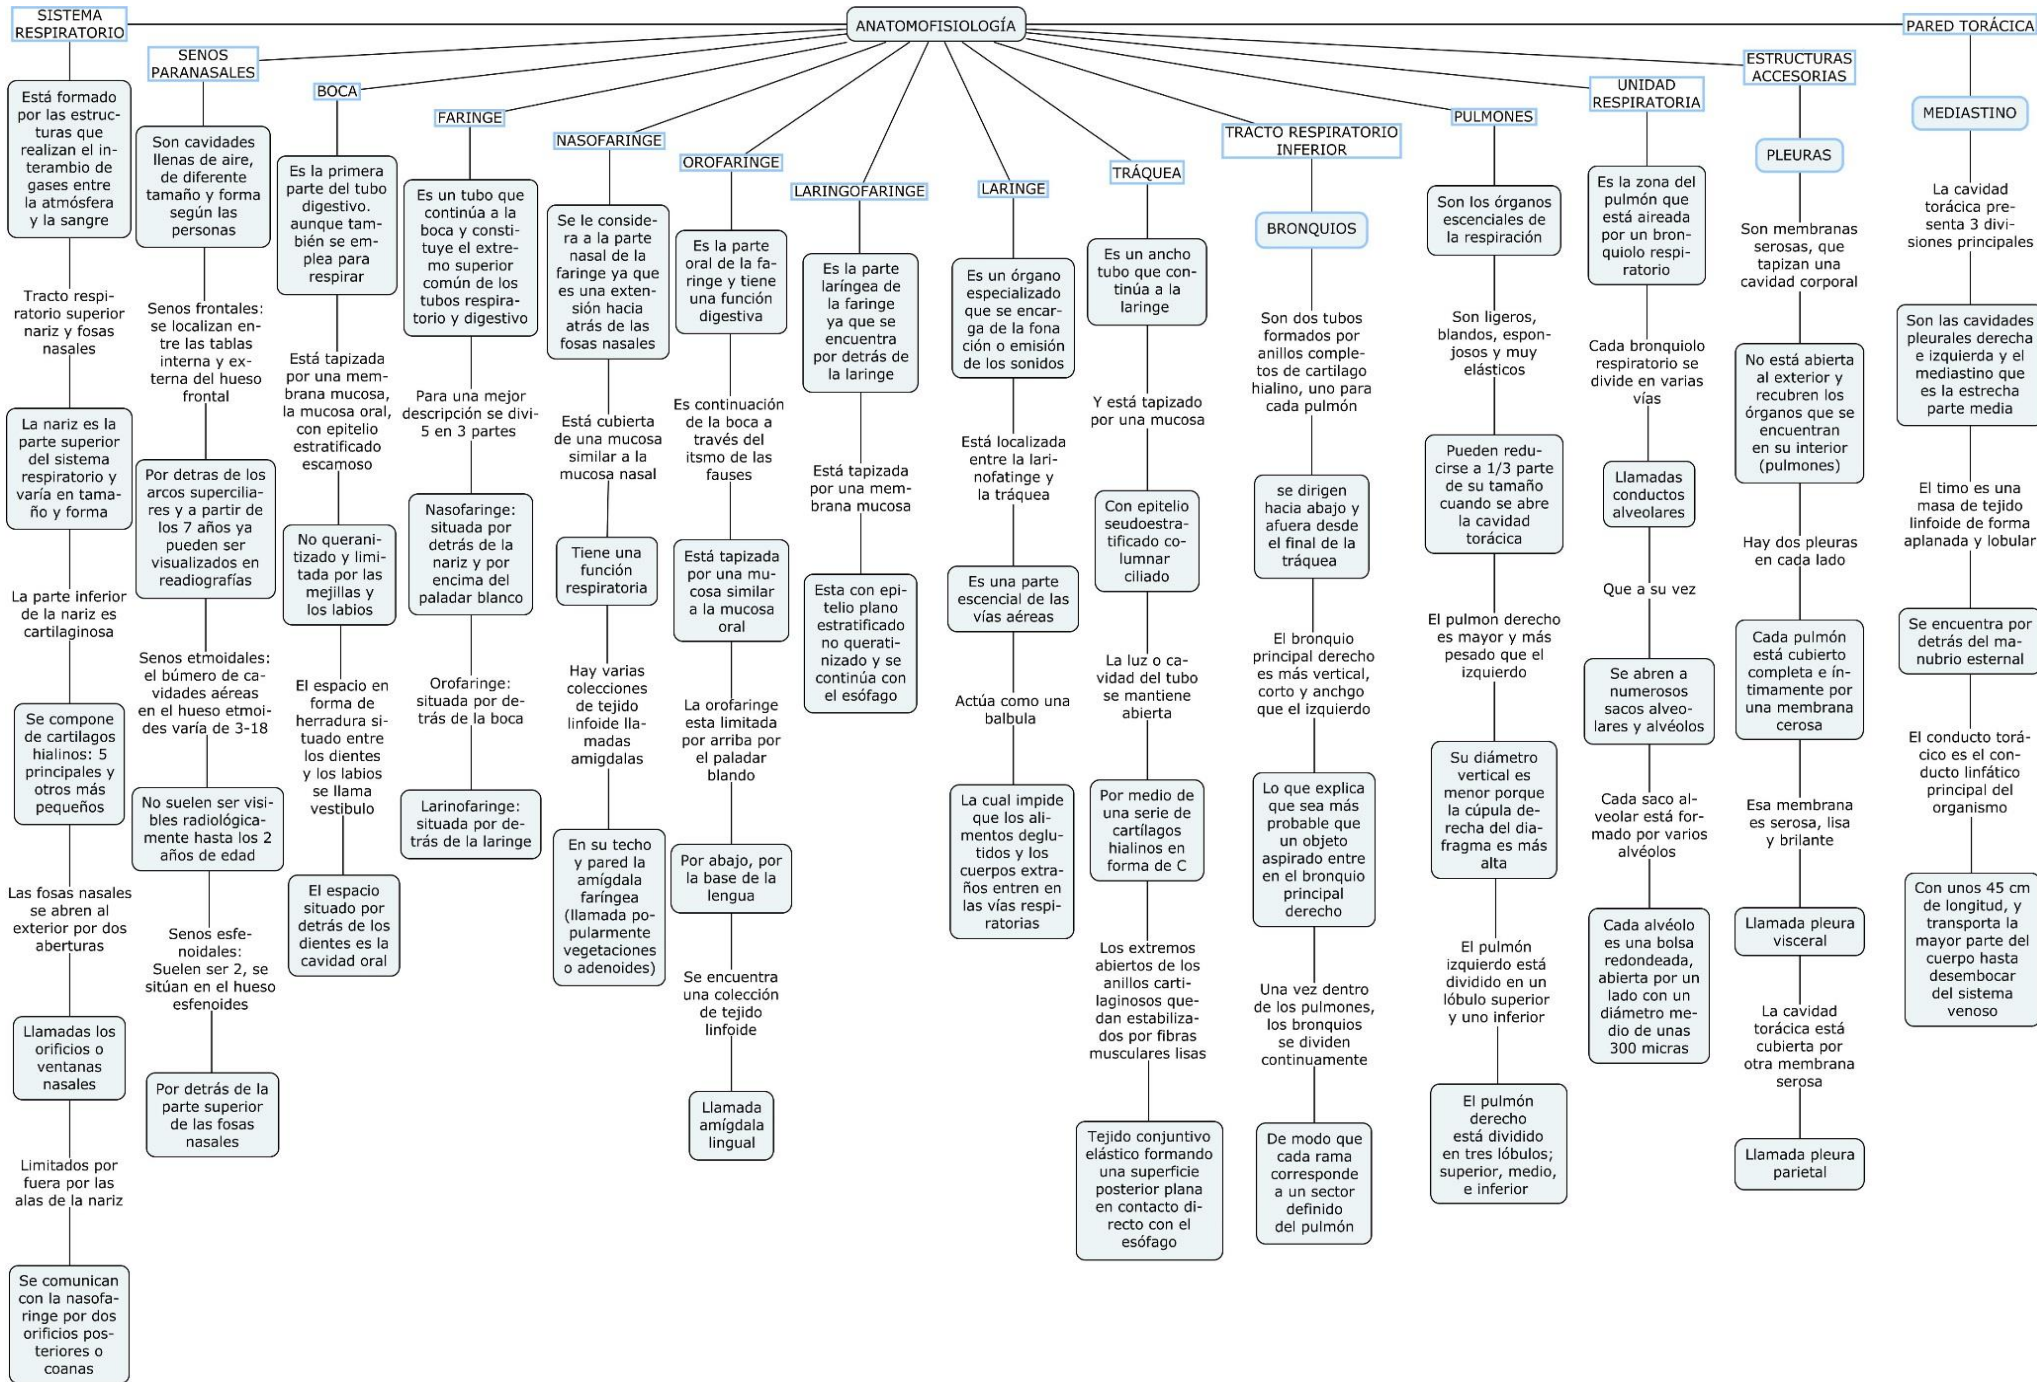 ANATOMOFISIOLOGÍA
SISTEMA
RESPIRATORIO
Está formado
por las estruc-
turas que
realizan el in-
terambio de
gases entre
la atmósfera
y la sangre
Tracto respi-
ratorio superior
nariz y fosas
nasales
La nariz es la
parte superior
del sistema
respiratorio y
varía en tama-
ño y forma
La parte inferior
de la nariz es
cartilaginosa
Se compone
de cartilagos
hialinos: 5
principales y
otros más
pequeños
Las fosas nasales
se abren al
exterior por dos
aberturas
Llamadas los
orificios o
ventanas
nasales
Limitados por
fuera por las
alas de la nariz
Se comunican
con la nasofa-
ringe por dos
orificios pos-
teriores o
coanas
SENOS
PARANASALES
Son cavidades
llenas de aire,
de diferente
tamaño y forma
según las
personas
Senos frontales:
se localizan en-
tre las tablas
interna y ex-
terna del hueso
frontal
Por detras de los
arcos supercilia-
res y a partir de
los 7 años ya
pueden ser
visualizados en
readiografías
Senos etmoidales:
el búmero de ca-
vidades aéreas
en el hueso etmoi-
des varía de 3-18
No suelen ser visi-
bles radiológica-
mente hasta los 2
años de edad
Senos esfe-
noidales:
Suelen ser 2, se
sitúan en el hueso
esfenoides
Por detrás de la
parte superior
de las fosas
nasales
BOCA
Es la primera
parte del tubo
digestivo.
aunque tam-
bién se em-
plea para
respirar
Está tapizada
por una mem-
brana mucosa,
la mucosa oral,
con epitelio
estratificado
escamoso
No querani-
tizado y limi-
tada por las
mejillas y
los labios
El espacio en
forma de
herradura si-
tuado entre
los dientes
y los labios
se llama
vestibulo
El espacio
situado por
detrás de los
dientes es la
cavidad oral
FARINGE
Es un tubo que
continúa a la
boca y consti-
tuye el extre-
mo superior
común de los
tubos respira-
torio y digestivo
Para una mejor
descripción se divi-
5 en 3 partes
Nasofaringe:
situada por
detrás de la
nariz y por
encima del
paladar blanco
Orofaringe:
situada por de-
trás de la boca
Larinofaringe:
situada por de-
trás de la laringe
NASOFARINGE
Se le conside-
ra a la parte
nasal de la
faringe ya que
es una exten-
sión hacia
atrás de las
fosas nasales
Está cubierta
de una mucosa
similar a la
mucosa nasal
Tiene una
función
respiratoria
Hay varias
colecciones
de tejido
linfoide lla-
madas
amigdalas
En su techo
y pared la
amígdala
faríngea
(llamada po-
pularmente
vegetaciones
o adenoides)
OROFARINGE
Es la parte
oral de la fa-
ringe y tiene
una función
digestiva
Es continuación
de la boca a
través del
itsmo de las
fauses
Está tapizada
por una mu-
cosa similar
a la mucosa
oral
La orofaringe
esta limitada
por arriba por
el paladar
blando
Por abajo, por
la base de la
lengua
Se encuentra
una colección
de tejido
linfoide
Llamada
amígdala
lingual
LARINGOFARINGE
Es la parte
laríngea de
la faringe
ya que se
encuentra
por detrás de
la laringe
Está tapizada
por una mem-
brana mucosa
Esta con epi-
telio plano
estratificado
no querati-
nizado y se
continúa con
el esófago
LARINGE
Es un órgano
especializado
que se encar-
ga de la fona
ción o emisión
de los sonidos
Está localizada
entre la lari-
nofatinge y
la tráquea
Es una parte
escencial de las
vías aéreas
Actúa como una
balbula
La cual impide
que los ali-
mentos deglu-
tidos y los
cuerpos extra-
ños entren en
las vías respi-
ratorias
TRÁQUEA
Es un ancho
tubo que con-
tinúa a la
laringe
Y está tapizado
por una mucosa
Con epitelio
seudoestra-
tificado co-
lumnar
ciliado
La luz o ca-
vidad del tubo
se mantiene
abierta
Por medio de
una serie de
cartílagos
hialinos en
forma de C
Los extremos
abiertos de los
anillos carti-
laginosos que-
dan estabiliza-
dos por fibras
musculares lisas
Tejido conjuntivo
elástico formando
una superficie
posterior plana
en contacto di-
recto con el
esófago
TRACTO RESPIRATORIO
INFERIOR
BRONQUIOS
Son dos tubos
formados por
anillos comple-
tos de cartilago
hialino, uno para
cada pulmón
se dirigen
hacia abajo y
afuera desde
el final de la
tráquea
El bronquio
principal derecho
es más vertical,
corto y anchgo
que el izquierdo
Lo que explica
que sea más
probable que
un objeto
aspirado entre
en el bronquio
principal
derecho
Una vez dentro
de los pulmones,
los bronquios
se dividen
continuamente
De modo que
cada rama
corresponde
a un sector
definido
del pulmón
PULMONES
Son los órganos
escenciales de
la respiración
Son ligeros,
blandos, espon-
josos y muy
elásticos
Pueden redu-
cirse a 1/3 parte
de su tamaño
cuando se abre
la cavidad
torácica
El pulmon derecho
es mayor y más
pesado que el
izquierdo
Su diámetro
vertical es
menor porque
la cúpula de-
recha del dia-
fragma es más
alta
El pulmón
izquierdo está
dividido en un
lóbulo superior
y uno inferior
El pulmón
derecho
está dividido
en tres lóbulos;
superior, medio,
e inferior
UNIDAD
RESPIRATORIA
Es la zona del
pulmón que
está aireada
por un bron-
quiolo respi-
ratorio
Cada bronquiolo
respiratorio se
divide en varias
vías
Llamadas
conductos
alveolares
Que a su vez
Se abren a
numerosos
sacos alveo-
lares y alvéolos
Cada saco al-
veolar está for-
mado por varios
alvéolos
Cada alvéolo
es una bolsa
redondeada,
abierta por un
lado con un
diámetro me-
dio de unas
300 micras
ESTRUCTURAS
ACCESORIAS
PLEURAS
Son membranas
serosas, que
tapizan una
cavidad corporal
No está abierta
al exterior y
recubren los
órganos que se
encuentran
en su interior
(pulmones)
Hay dos pleuras
en cada lado
Cada pulmón
está cubierto
completa e ín-
timamente por
una membrana
cerosa
Esa membrana
es serosa, lisa
y brilante
Llamada pleura
visceral
La cavidad
torácica está
cubierta por
otra membrana
serosa
Llamada pleura
parietal
PARED TORÁCICA
MEDIASTINO
La cavidad
torácica pre-
senta 3 divi-
siones principales
Son las cavidades
pleurales derecha
e izquierda y el
mediastino que
es la estrecha
parte media
El timo es una
masa de tejido
linfoide de forma
aplanada y lobular
Se encuentra por
detrás del ma-
nubrio esternal
El conducto torá-
cico es el con-
ducto linfático
principal del
organismo
Con unos 45 cm
de longitud, y
transporta la
mayor parte del
cuerpo hasta
desembocar
del sistema
venoso